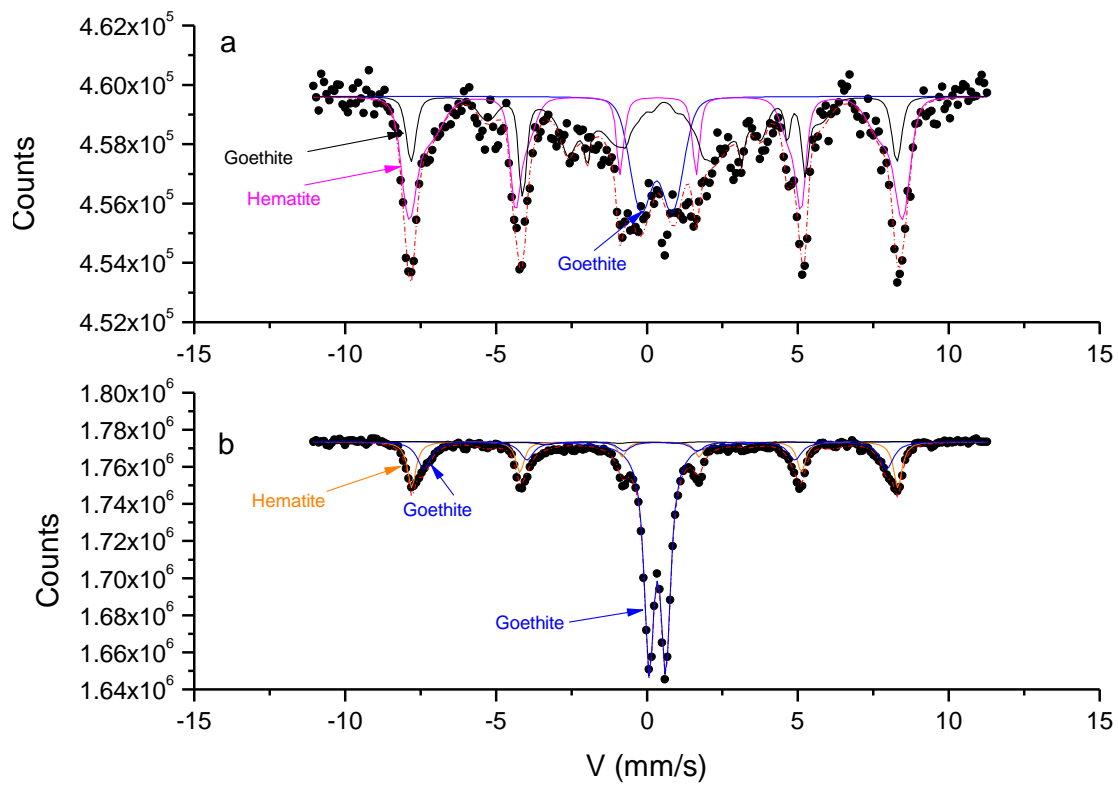 4.62x10⁵
a
4.60x10⁵
4.58x10⁵
Goethite
Hematite
4.56x10⁵
Goethite
4.54x10⁵
4.52x10⁵
Counts
-15 -10 -5 0 5 10 15
1.80x10⁶
b
1.78x10⁶
1.76x10⁶
Hematite
Goethite
1.74x10⁶
1.72x10⁶
1.70x10⁶
1.68x10⁶
Goethite
1.66x10⁶
1.64x10⁶
Counts
-15 -10 -5 0 5 10 15
V (mm/s)